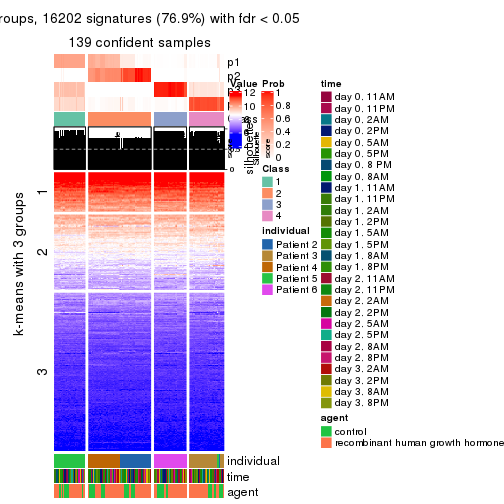 roups, 16202 signatures (76.9%) with fdr < 0.05
139 confident samples
p1
p2
Value
12
10
8
6
4
2
0
Prob
1
0.8
0.6
0.4
0.2
0
Silhouette
score
silhouette
score
Class
1
2
3
4
individual
Patient 2
Patient 3
Patient 4
Patient 5
Patient 6
k-means with 3 groups
1
2
3
individual
time
agent
time
day 0. 11AM
day 0. 11PM
day 0. 2AM
day 0. 2PM
day 0. 5AM
day 0. 5PM
day 0. 8 PM
day 0. 8AM
day 1. 11AM
day 1. 11PM
day 1. 2AM
day 1. 2PM
day 1. 5AM
day 1. 5PM
day 1. 8AM
day 1. 8PM
day 2. 11AM
day 2. 11PM
day 2. 2AM
day 2. 2PM
day 2. 5AM
day 2. 5PM
day 2. 8AM
day 2. 8PM
day 3. 2AM
day 3. 2PM
day 3. 8AM
day 3. 8PM
agent
control
recombinant human growth hormone